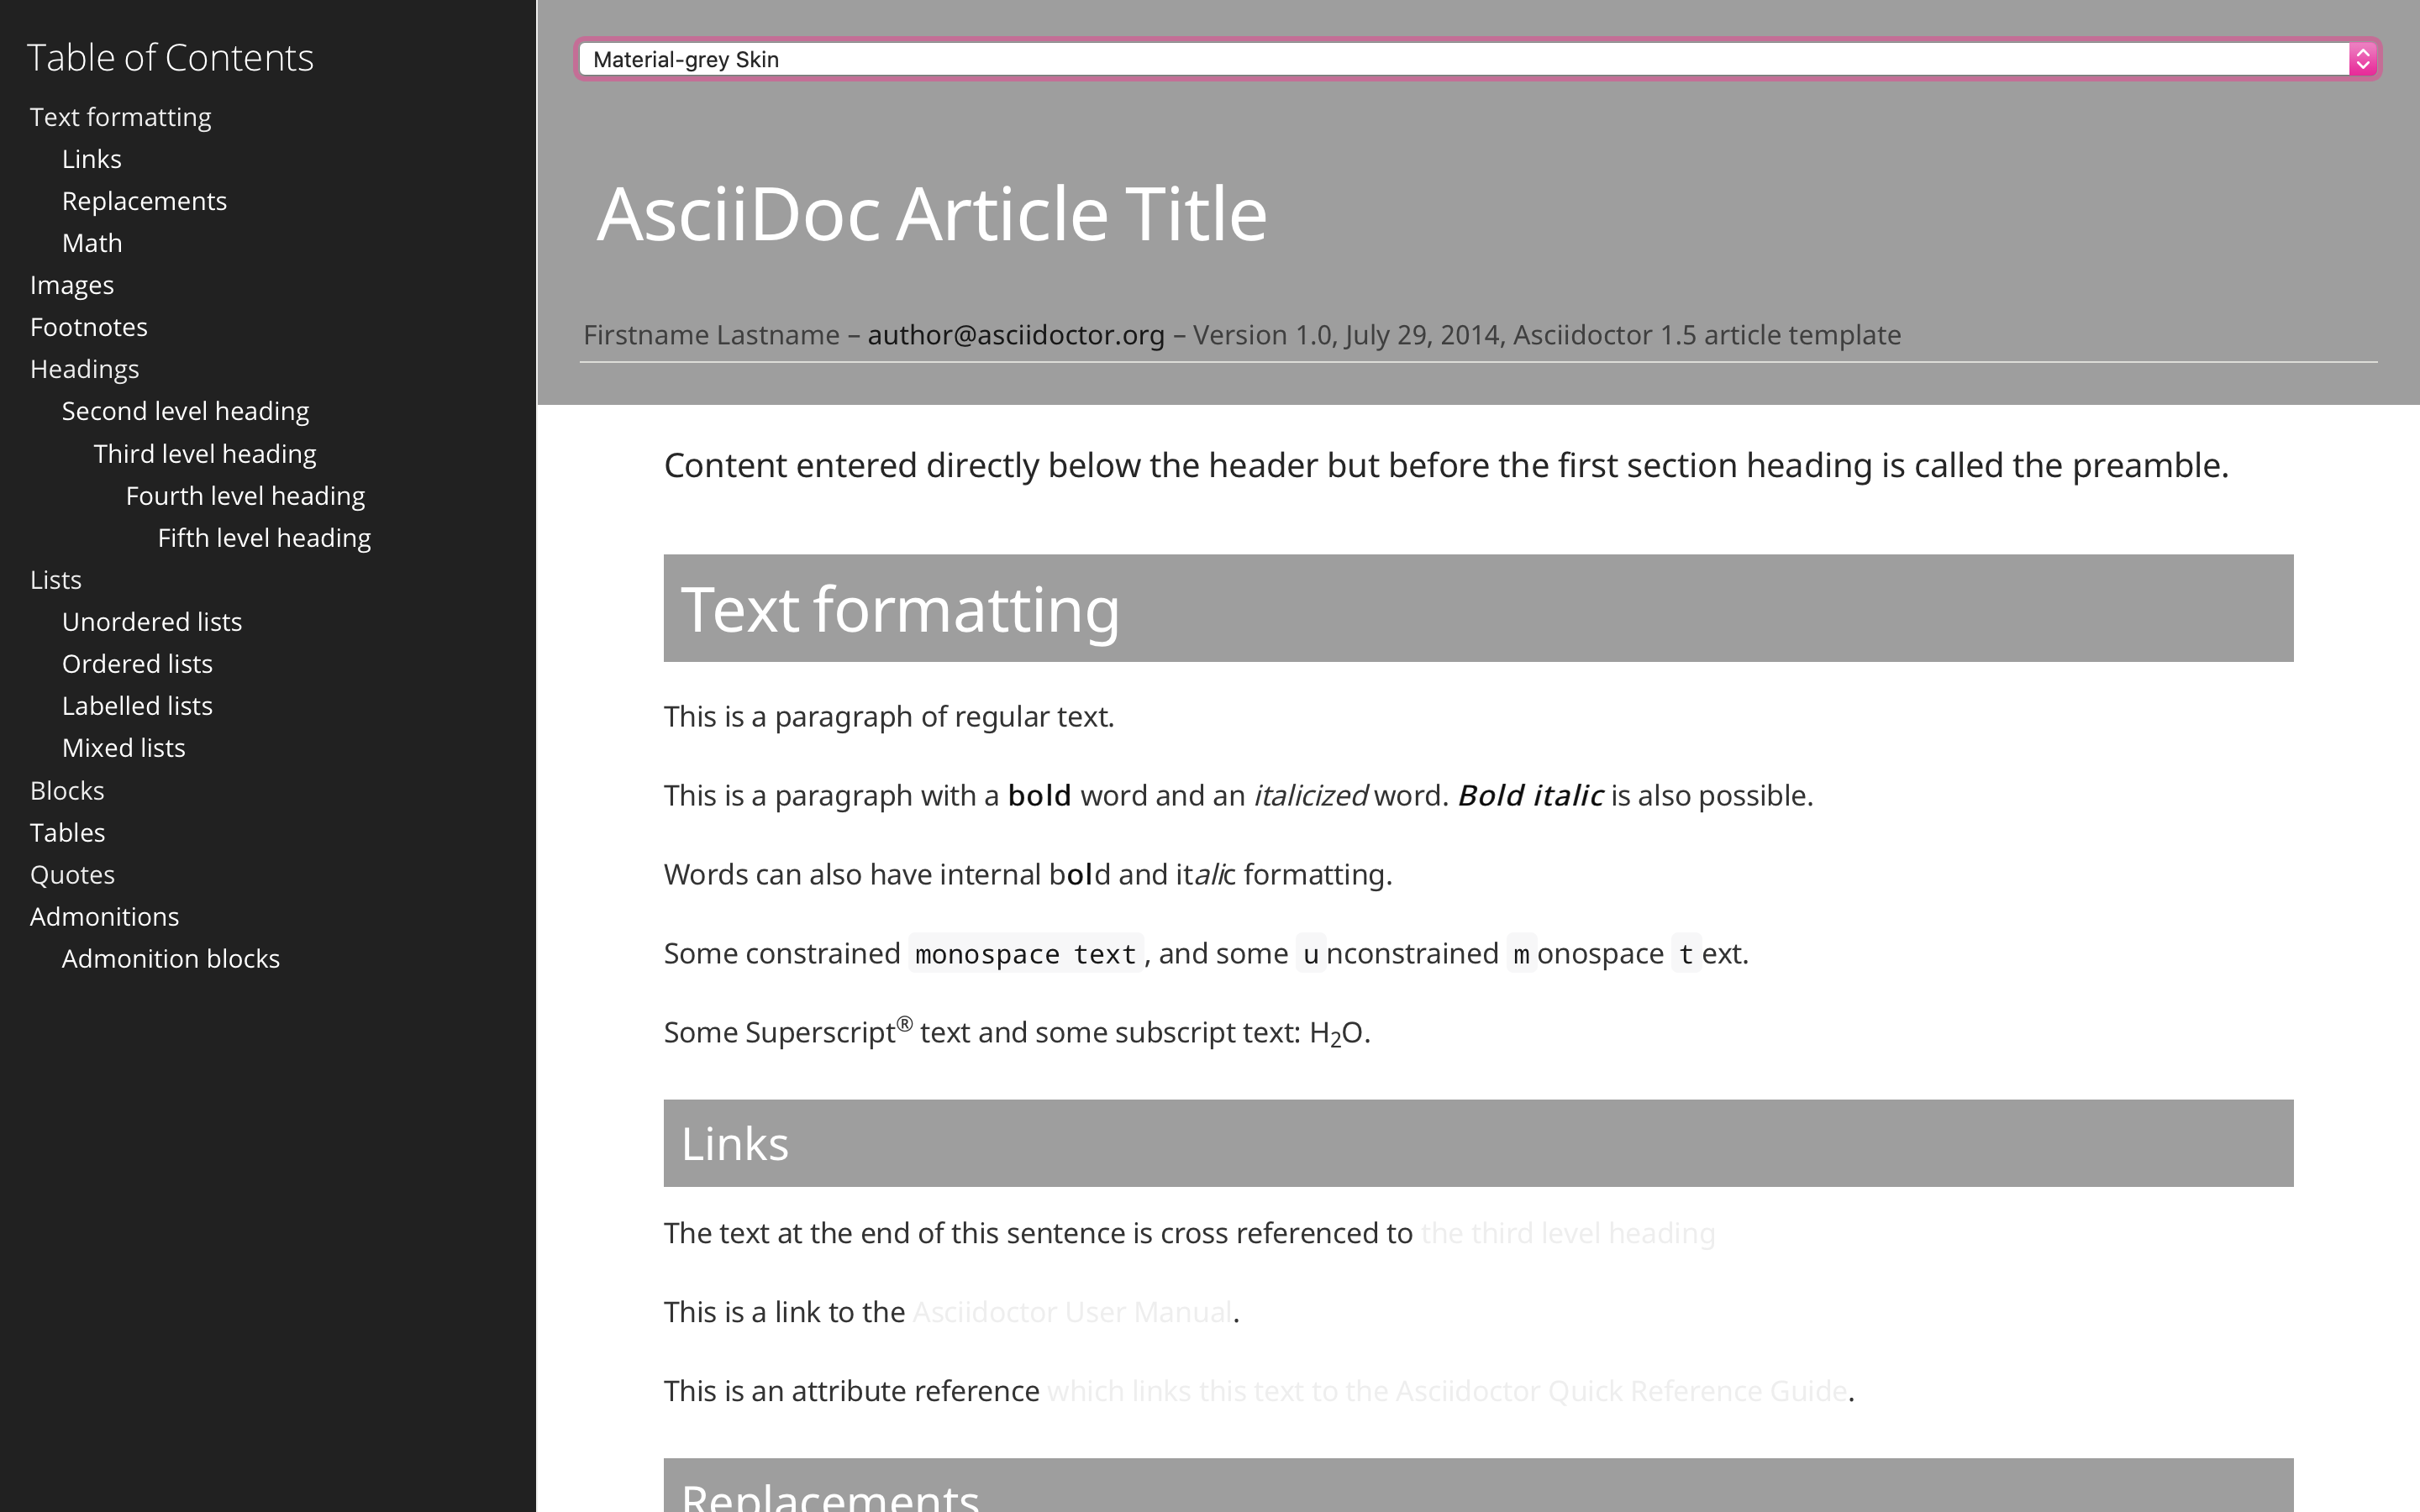 Table of Contents
Text formatting
Links
Replacements
Math
Images
Footnotes
Headings
Second level heading
Third level heading
Fourth level heading
Fifth level heading
Lists
Unordered lists
Ordered lists
Labelled lists
Mixed lists
Blocks
Tables
Quotes
Admonitions
Admonition blocks
Material-grey Skin
AsciiDoc Article Title
Firstname Lastname – author@asciidoctor.org – Version 1.0, July 29, 2014, Asciidoctor 1.5 article template
Content entered directly below the header but before the first section heading is called the preamble.
Text formatting
This is a paragraph of regular text.
This is a paragraph with a bold word and an italicized word. Bold italic is also possible.
Words can also have internal bold and italic formatting.
Some constrained monospace text, and some unconstrained monospace text.
Some Superscript® text and some subscript text: H₂O.
Links
The text at the end of this sentence is cross referenced to the third level heading
This is a link to the Asciidoctor User Manual.
This is an attribute reference which links this text to the Asciidoctor Quick Reference Guide.
Replacements